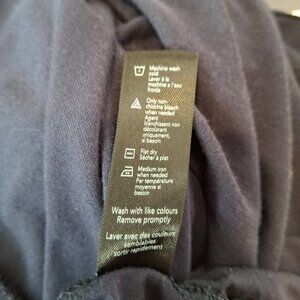 Machine wash
cold
Laver à la
machine à l'eau
froide
Only non-
chlorine bleach
when needed
Agent
blanchissant non
décolorant
uniquement,
si besoin
Flat dry
Sécher à plat
Medium iron
when needed
Fer température
moyenne si
besoin
Wash with like colours
Remove promptly
Laver avec des couleurs
semblables
sortir rapidement